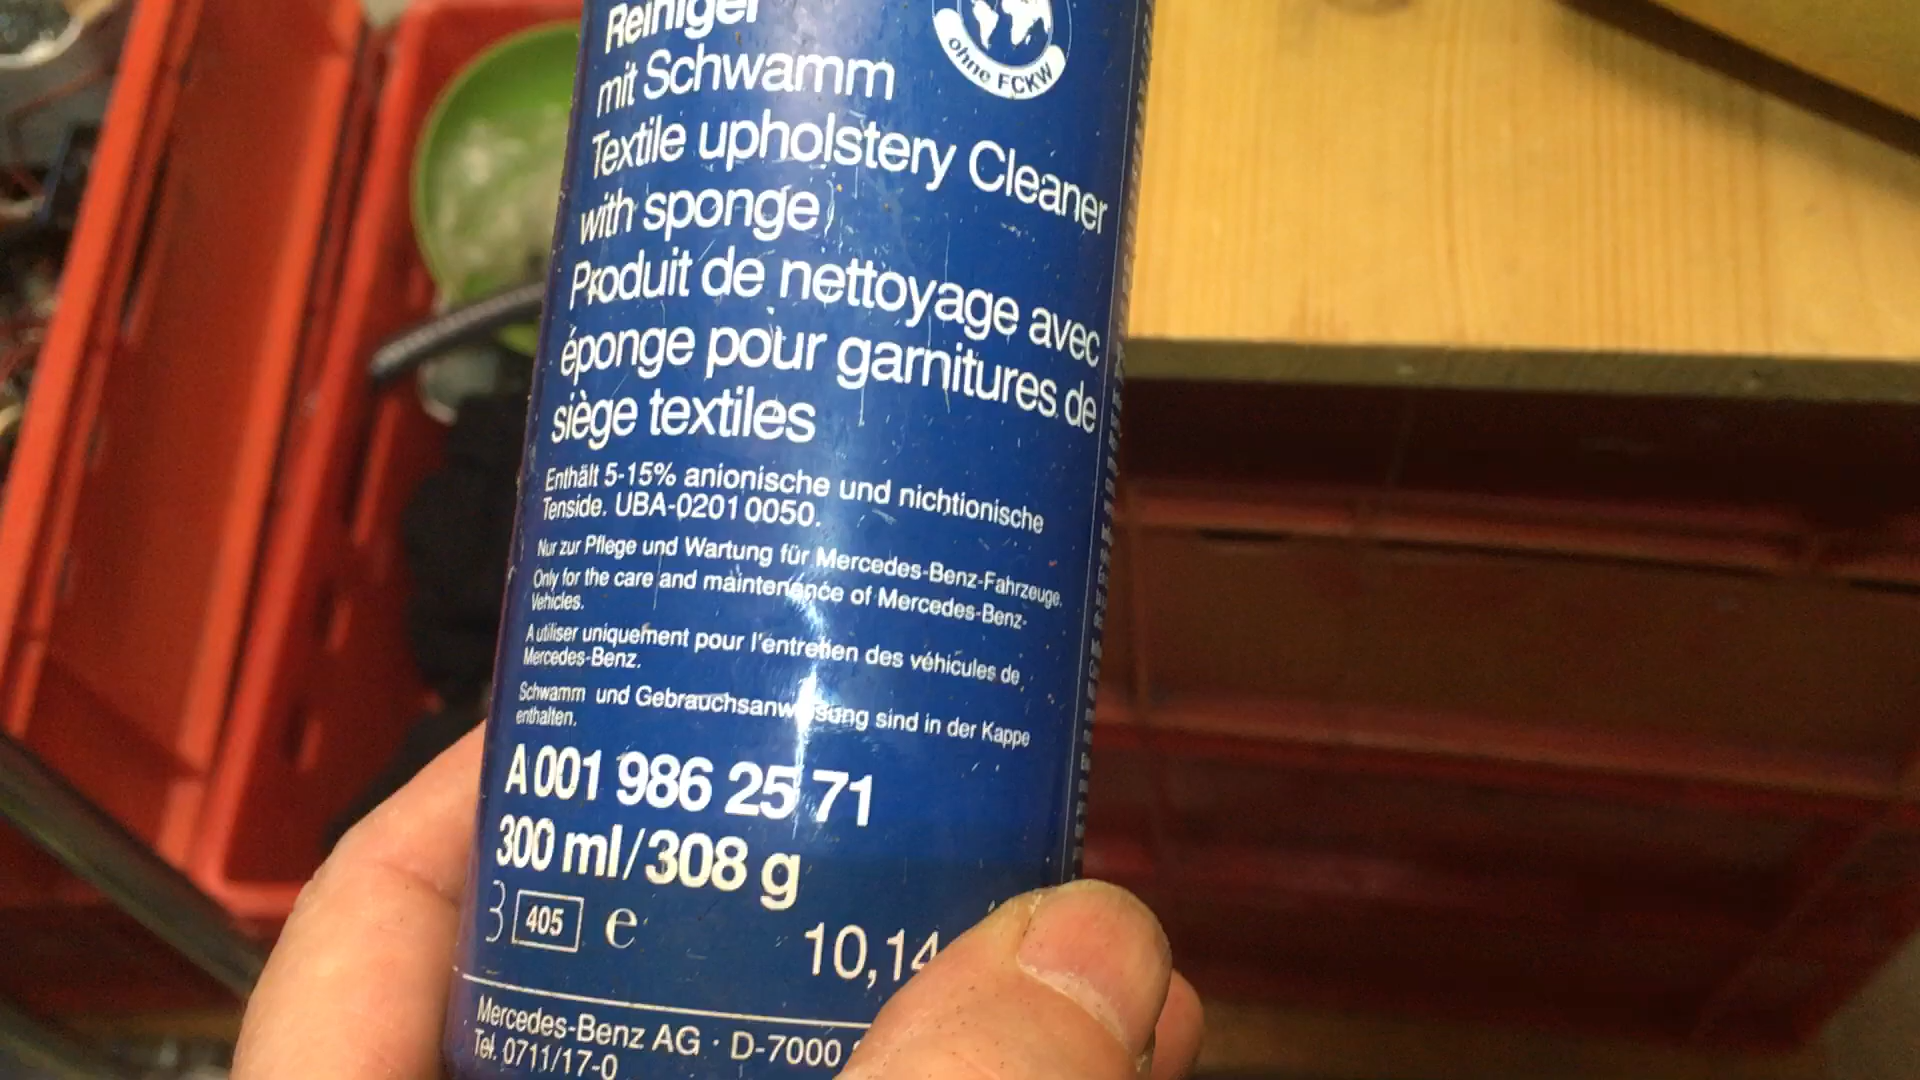 Reiniger
mit Schwamm
ohne FCKW
Textile upholstery Cleaner
with sponge
Produit de nettoyage avec
éponge pour garnitures de
siège textiles
Enthält 5-15% anionische und nichtionische
Tenside. UBA-0201 0050.
Nur zur Pflege und Wartung für Mercedes-Benz-Fahrzeuge.
Only for the care and maintenance of Mercedes-Benz-
Vehicles.
A utiliser uniquement pour l'entretien des véhicules de
Mercedes-Benz.
Schwamm und Gebrauchsanweisung sind in der Kappe
enthalten.
A 001 986 25 71
300 ml/308 g
3 405 e
10,14
Mercedes-Benz AG · D-7000
Tel. 0711/17-0